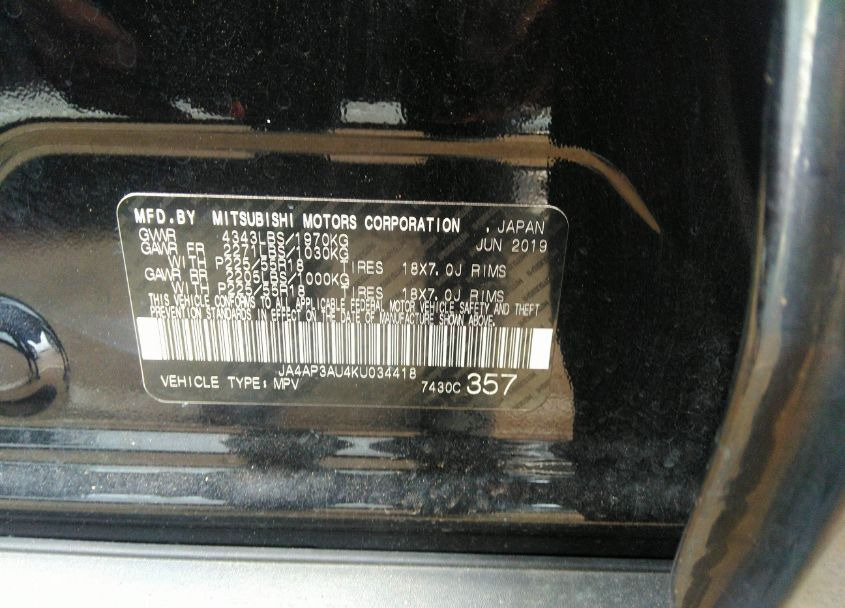 MFD.BY MITSUBISHI MOTORS CORPORATION , JAPAN
GVWR 4343LBS/1970KG JUN 2019
GAWR FR 2271LBS/1030KG
WITH P225/55R18 TIRES 18X7.0J RIMS
GAWR RR 2205LBS/1000KG
WITH P225/55R18 TIRES 18X7.0J RIMS
THIS VEHICLE CONFORMS TO ALL APPLICABLE FEDERAL MOTOR VEHICLE SAFETY AND THEFT
PREVENTION STANDARDS IN EFFECT ON THE DATE OF MANUFACTURE SHOWN ABOVE.
JA4AP3AU4KU034418
VEHICLE TYPE: MPV 7430C 357